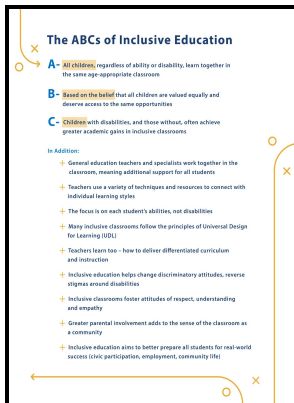 The ABCs of Inclusive Education
A- All children, regardless of ability or disability, learn together in
the same age-appropriate classroom
B- Based on the belief that all children are valued equally and
deserve access to the same opportunities
C- Children with disabilities, and those without, often achieve
greater academic gains in inclusive classrooms
In Addition:
+ General education teachers and specialists work together in the
classroom, meaning additional support for all students
+ Teachers use a variety of techniques and resources to connect with
individual learning styles
+ The focus is on each student's abilities, not disabilities
+ Many inclusive classrooms follow the principles of Universal Design
for Learning (UDL)
+ Teachers learn too – how to deliver differentiated curriculum
and instruction
+ Inclusive education helps change discriminatory attitudes, reverse
stigmas around disabilities
+ Inclusive classrooms foster attitudes of respect, understanding
and empathy
+ Greater parental involvement adds to the sense of the classroom as
a community
+ Inclusive education aims to better prepare all students for real-world
success (civic participation, employment, community life)